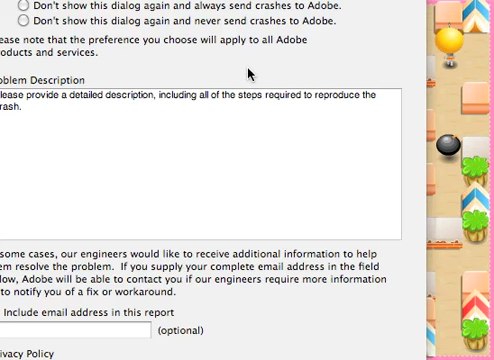 Don't show this dialog again and always send crashes to Adobe.
Don't show this dialog again and never send crashes to Adobe.
ease note that the preference you choose will apply to all Adobe
oducts and services.
oblem Description
lease provide a detailed description, including all of the steps required to reproduce the
rash.
some cases, our engineers would like to receive additional information to help
em resolve the problem. If you supply your complete email address in the field
low, Adobe will be able to contact you if our engineers require more information
to notify you of a fix or workaround.
Include email address in this report
(optional)
ivacy Policy